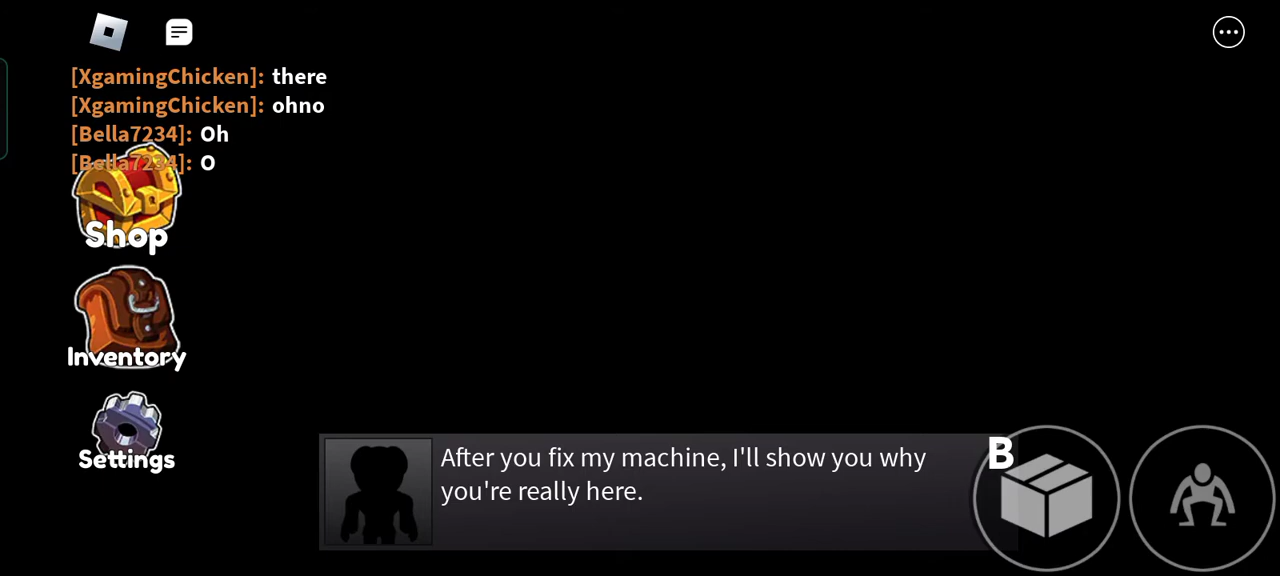 [XgamingChicken]: there
[XgamingChicken]: ohno
[Bella7234]: Oh
[Bella7234]: O
Shop
Inventory
Settings
After you fix my machine, I'll show you why
you're really here.
B